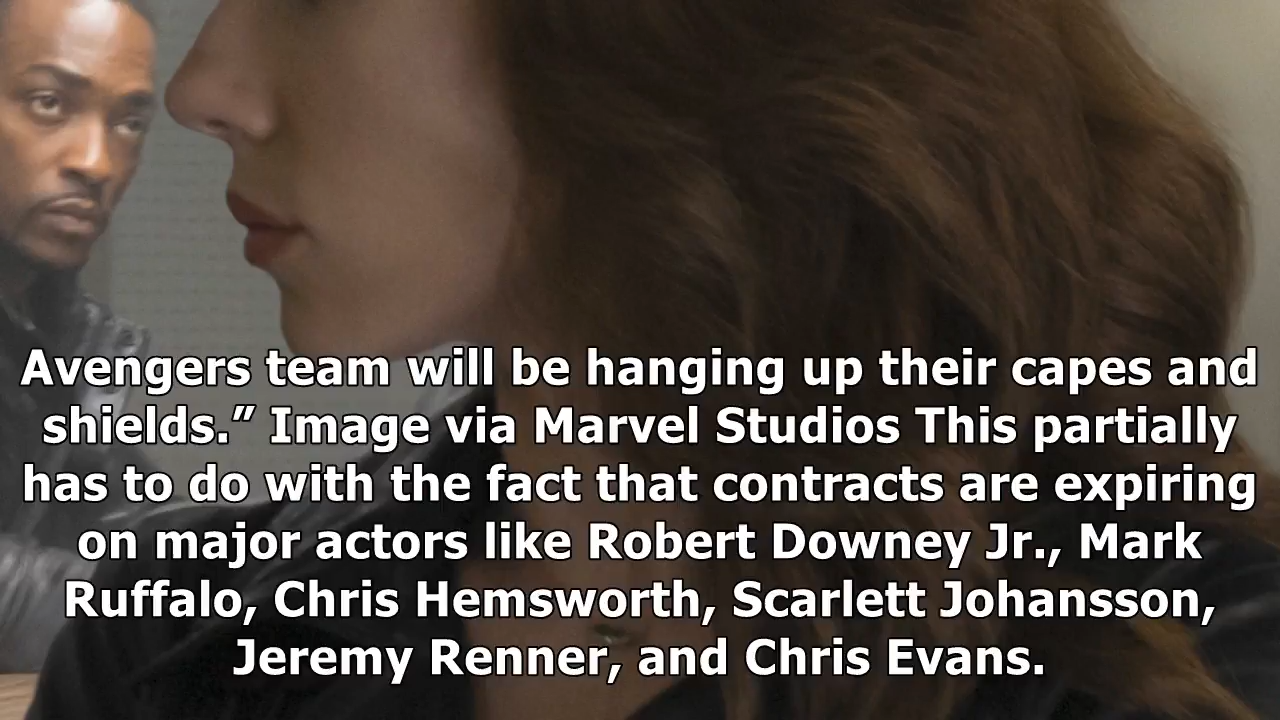 Avengers team will be hanging up their capes and
shields.” Image via Marvel Studios This partially
has to do with the fact that contracts are expiring
on major actors like Robert Downey Jr., Mark
Ruffalo, Chris Hemsworth, Scarlett Johansson,
Jeremy Renner, and Chris Evans.